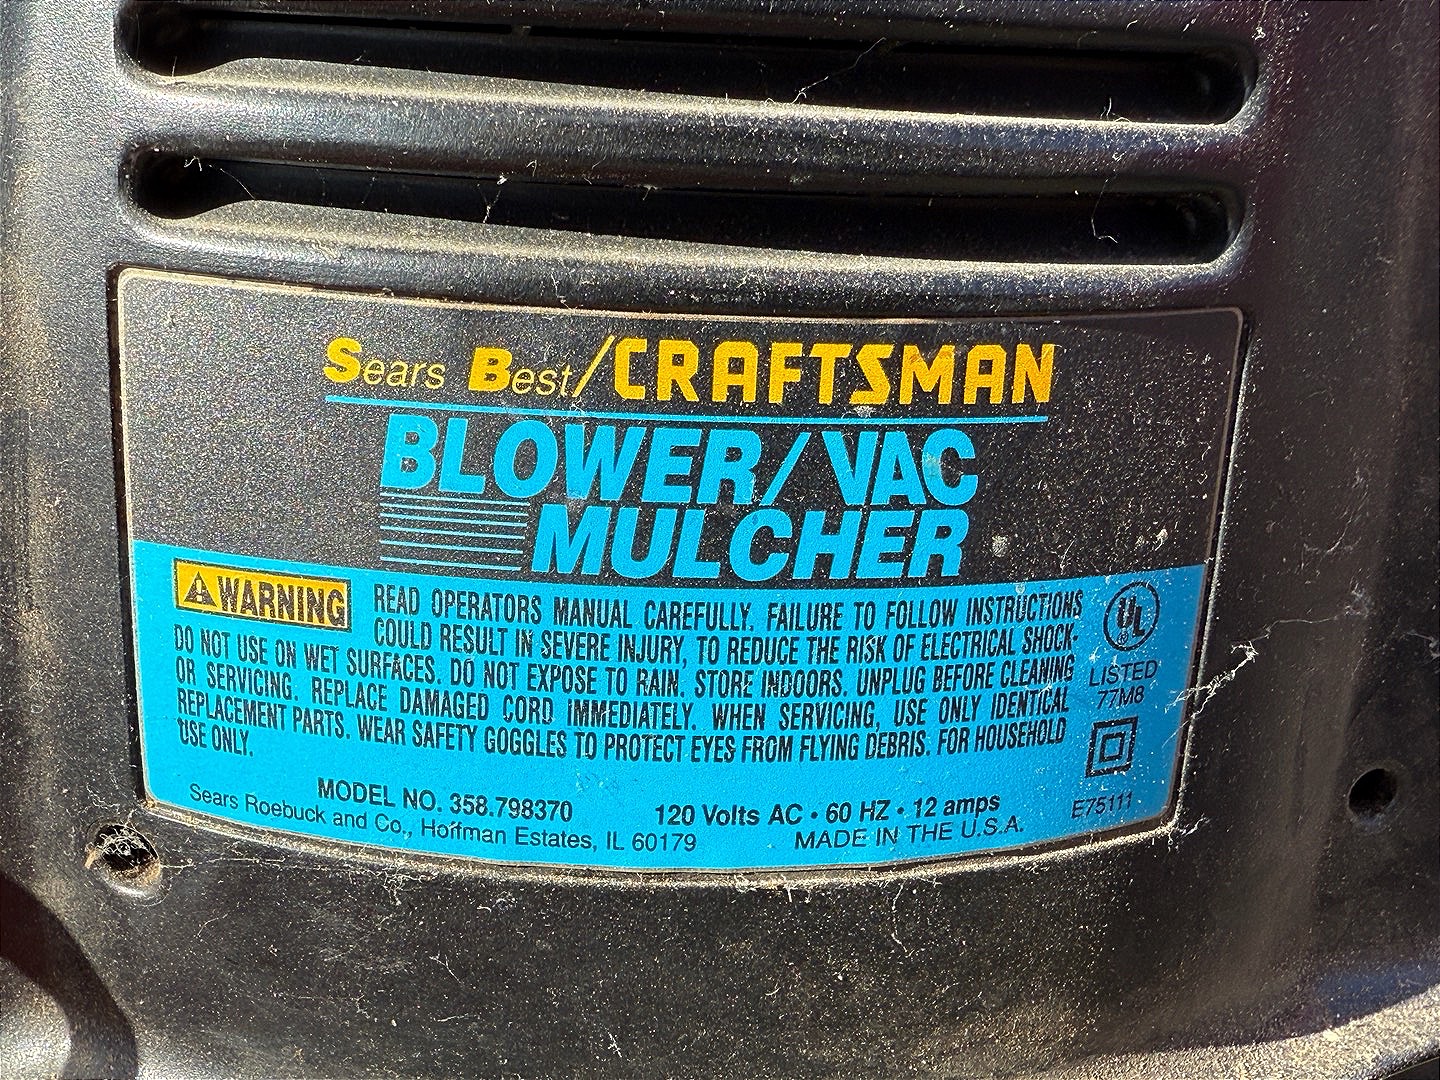 Sears Best/CRAFTSMAN
BLOWER/VAC
MULCHER
WARNING
READ OPERATORS MANUAL CAREFULLY. FAILURE TO FOLLOW INSTRUCTIONS
COULD RESULT IN SEVERE INJURY, TO REDUCE THE RISK OF ELECTRICAL SHOCK-
DO NOT USE ON WET SURFACES. DO NOT EXPOSE TO RAIN. STORE INDOORS. UNPLUG BEFORE CLEANING
OR SERVICING. REPLACE DAMAGED CORD IMMEDIATELY. WHEN SERVICING, USE ONLY IDENTICAL
REPLACEMENT PARTS. WEAR SAFETY GOGGLES TO PROTECT EYES FROM FLYING DEBRIS. FOR HOUSEHOLD
USE ONLY.
UL ®
LISTED
77M8
MODEL NO. 358.798370
120 Volts AC • 60 HZ • 12 amps
E75111
Sears Roebuck and Co., Hoffman Estates, IL 60179
MADE IN THE U.S.A.